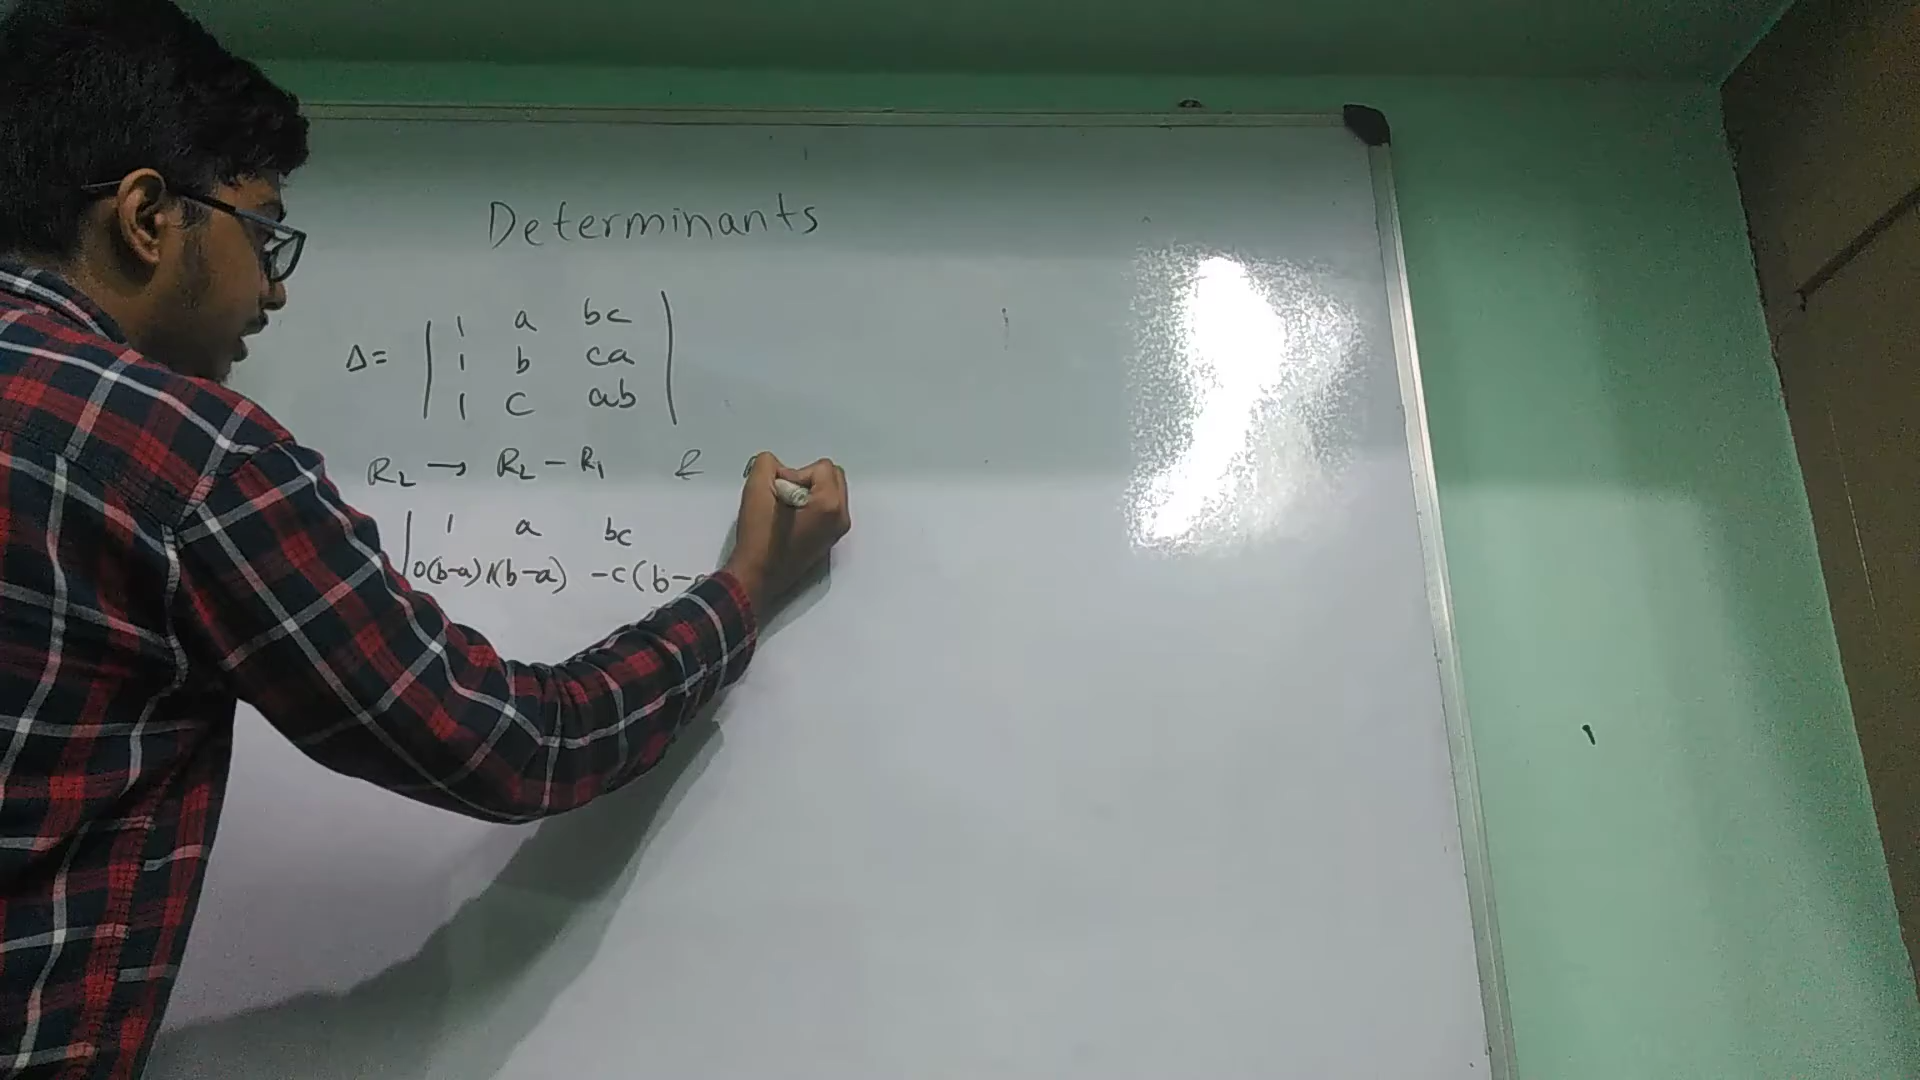 Determinants
1 a bc
Δ= 1 b ca
1 c ab
R₂ → R₂ – R₁ &
1 a bc
0(b-a) 1(b-a) -c(b-